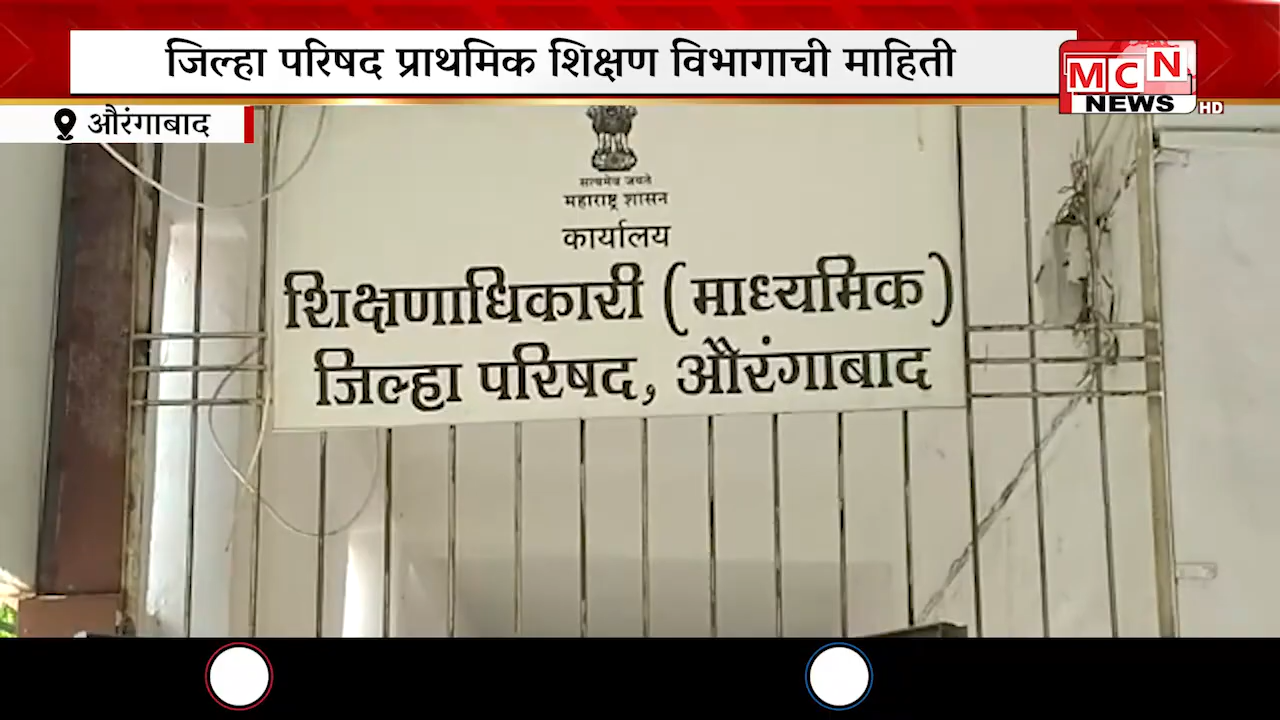 जिल्हा परिषद प्राथमिक शिक्षण विभागाची माहिती
MCN
NEWS HD
औरंगाबाद
सत्यमेव जयते
महाराष्ट्र शासन
कार्यालय
शिक्षणाधिकारी (माध्यमिक)
जिल्हा परिषद, औरंगाबाद